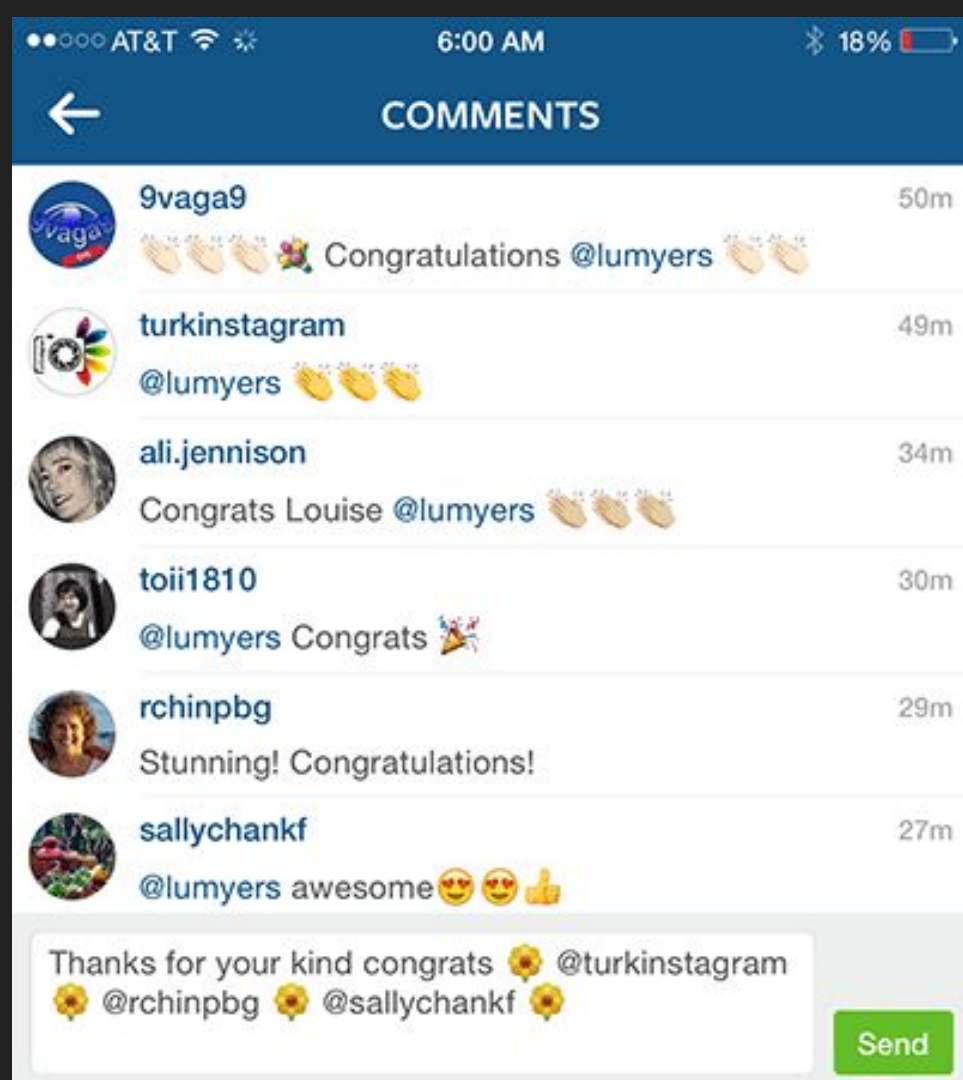 ●●○○○ AT&T 6:00 AM 18%
COMMENTS
9vaga9 50m
👏🏻👏🏻👏🏻💐 Congratulations @lumyers 👏🏻👏🏻
turkinstagram 49m
@lumyers 👏👏👏
ali.jennison 34m
Congrats Louise @lumyers 👏🏼👏🏼👏🏼
toii1810 30m
@lumyers Congrats 🎉
rchinpbg 29m
Stunning! Congratulations!
sallychankf 27m
@lumyers awesome😍😍👍
Thanks for your kind congrats 🌼 @turkinstagram
🌼 @rchinpbg 🌼 @sallychankf 🌼
Send